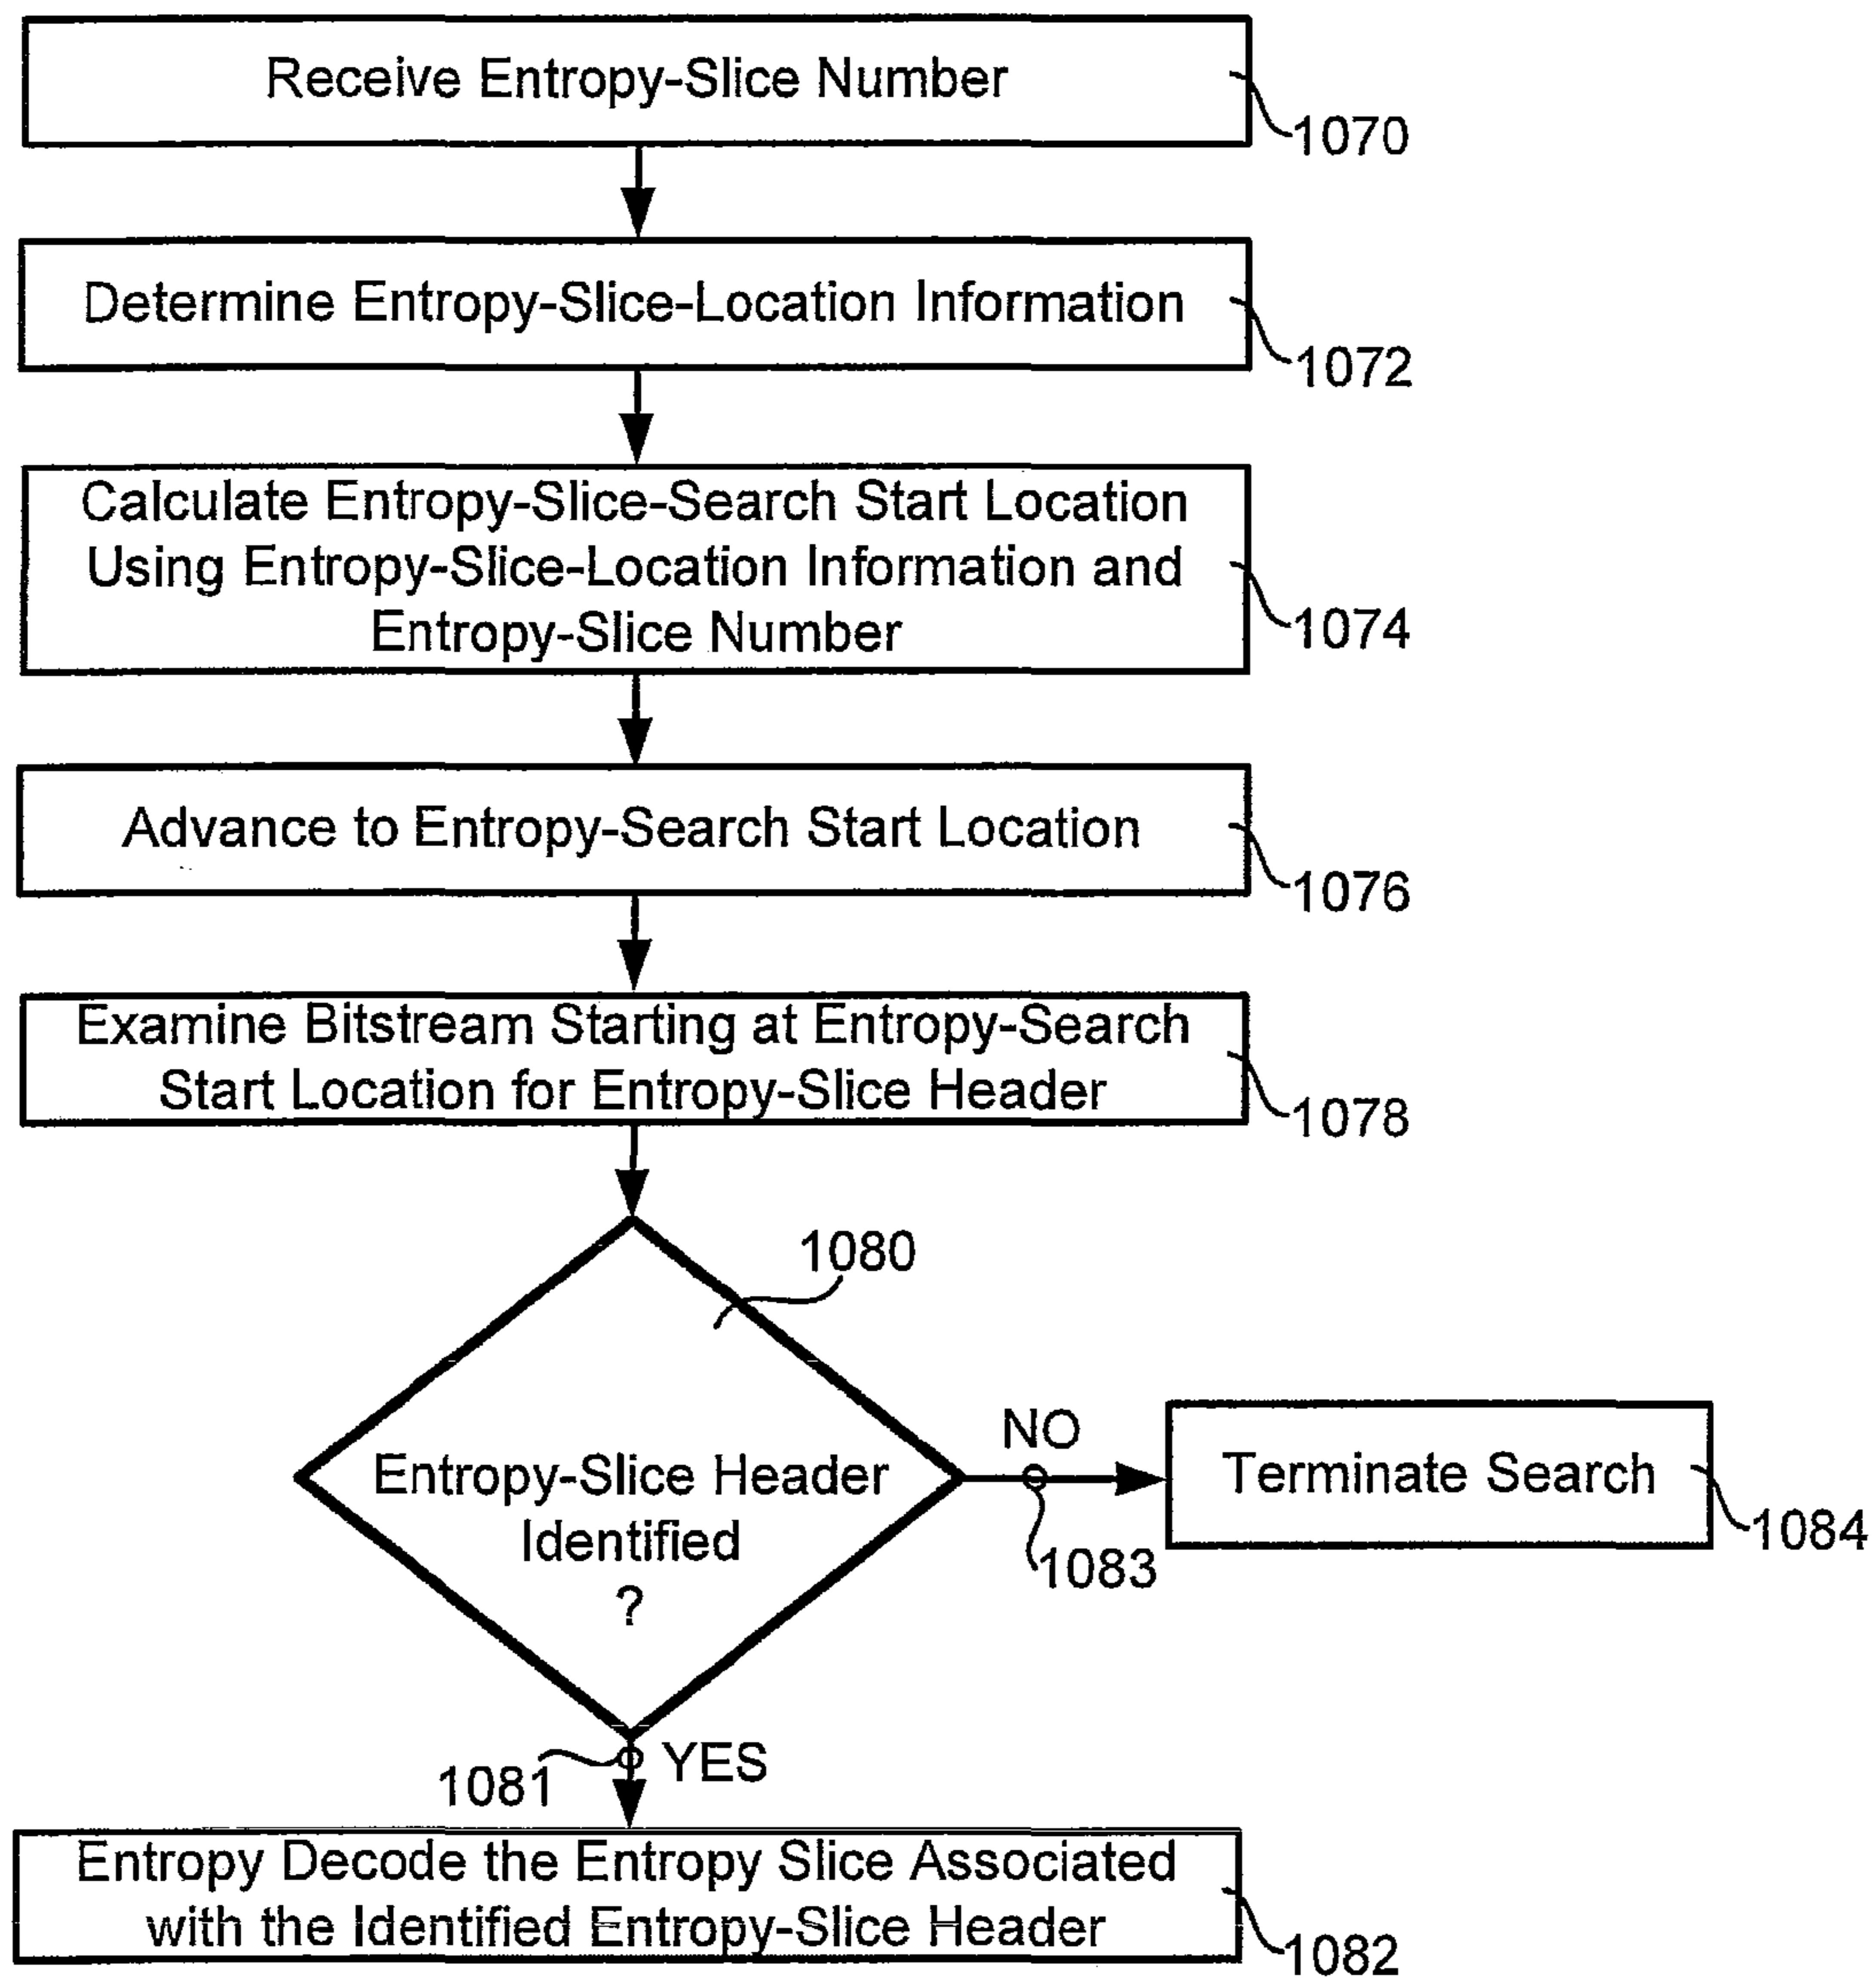 Receive Entropy-Slice Number
1070
Determine Entropy-Slice-Location Information
1072
Calculate Entropy-Slice-Search Start Location
Using Entropy-Slice-Location Information and
Entropy-Slice Number
1074
Advance to Entropy-Search Start Location
1076
Examine Bitstream Starting at Entropy-Search
Start Location for Entropy-Slice Header
1078
1080
Entropy-Slice Header
Identified
?
NO
1083
Terminate Search
1084
1081
YES
Entropy Decode the Entropy Slice Associated
with the Identified Entropy-Slice Header
1082